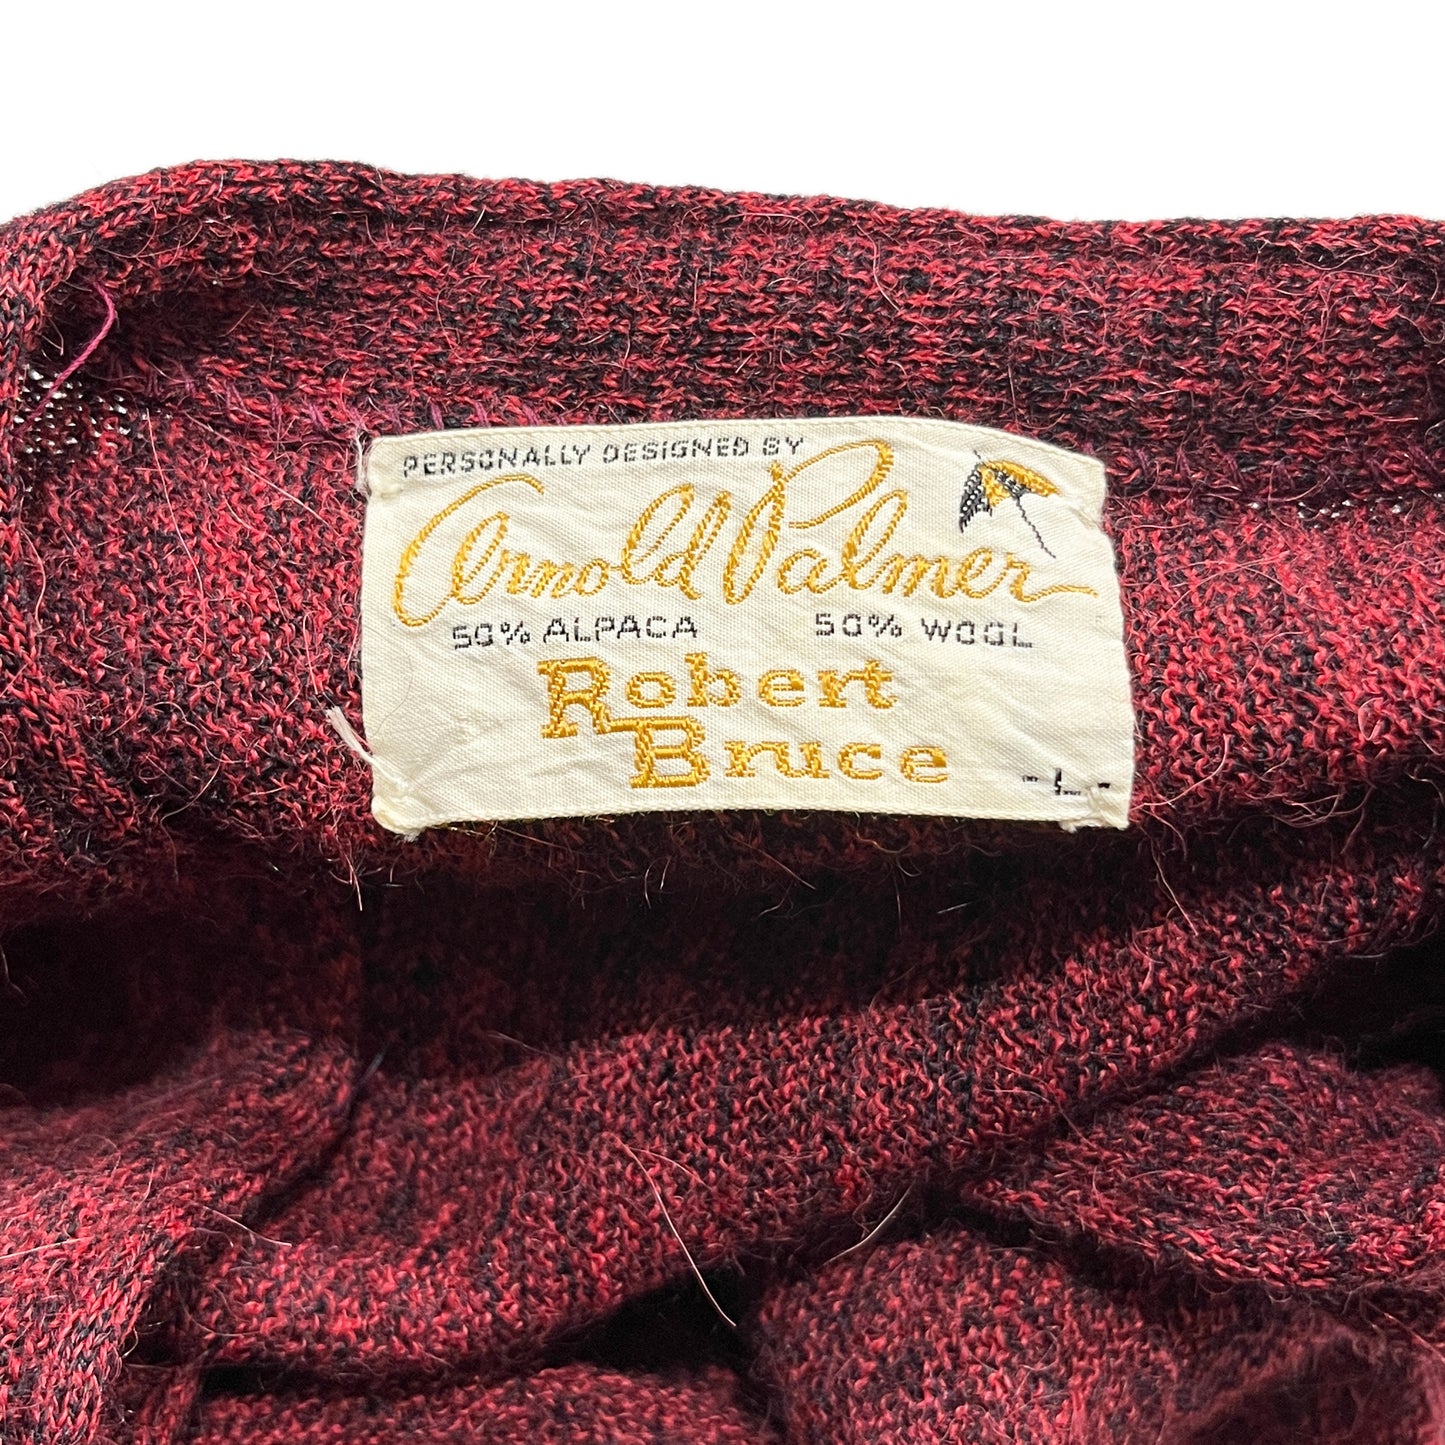 PERSONALLY DESIGNED BY
Arnold Palmer
50% ALPACA 50% WOOL
Robert
Bruce
-L-